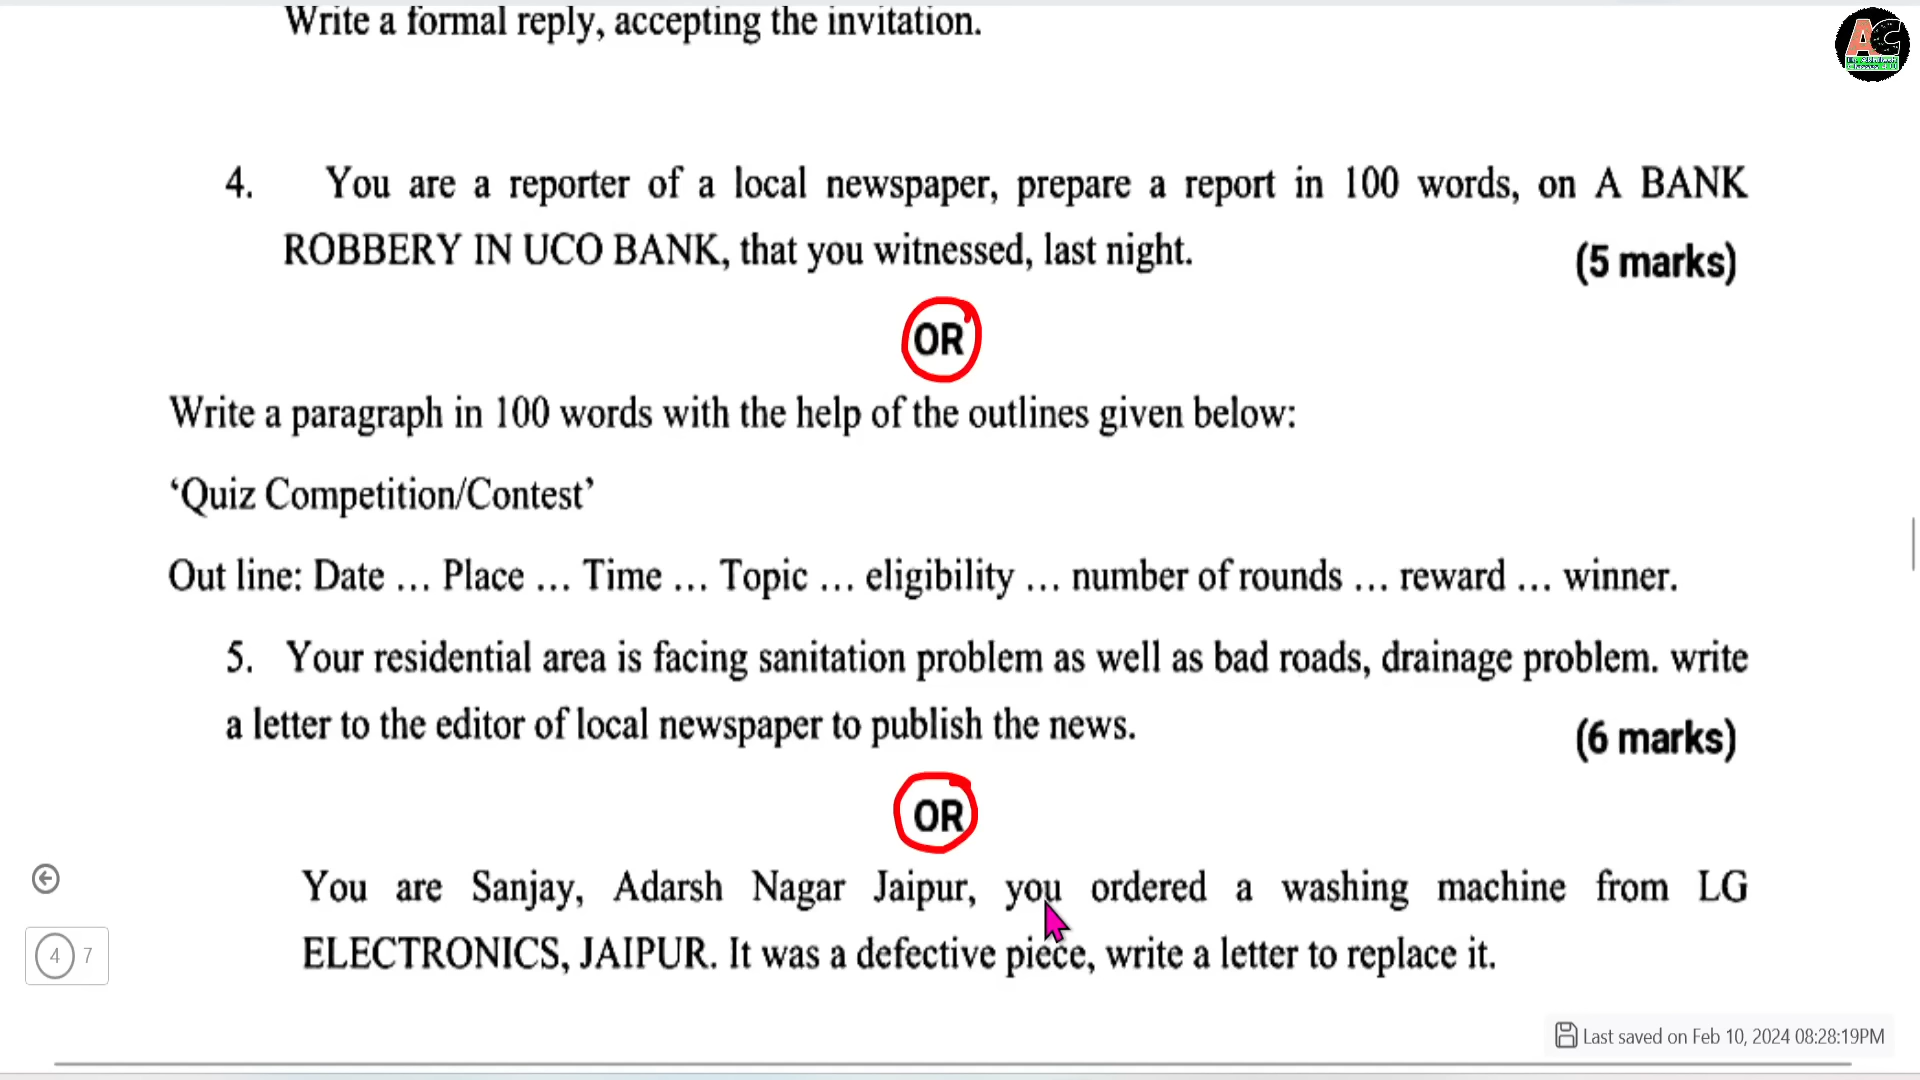 Write a formal reply, accepting the invitation.
AC
4. You are a reporter of a local newspaper, prepare a report in 100 words, on A BANK
ROBBERY IN UCO BANK, that you witnessed, last night.
(5 marks)
OR
Write a paragraph in 100 words with the help of the outlines given below:
‘Quiz Competition/Contest’
Out line: Date … Place … Time … Topic … eligibility … number of rounds … reward … winner.
5. Your residential area is facing sanitation problem as well as bad roads, drainage problem. write
a letter to the editor of local newspaper to publish the news.
(6 marks)
OR
You are Sanjay, Adarsh Nagar Jaipur, you ordered a washing machine from LG
ELECTRONICS, JAIPUR. It was a defective piece, write a letter to replace it.
4 7
Last saved on Feb 10, 2024 08:28:19PM